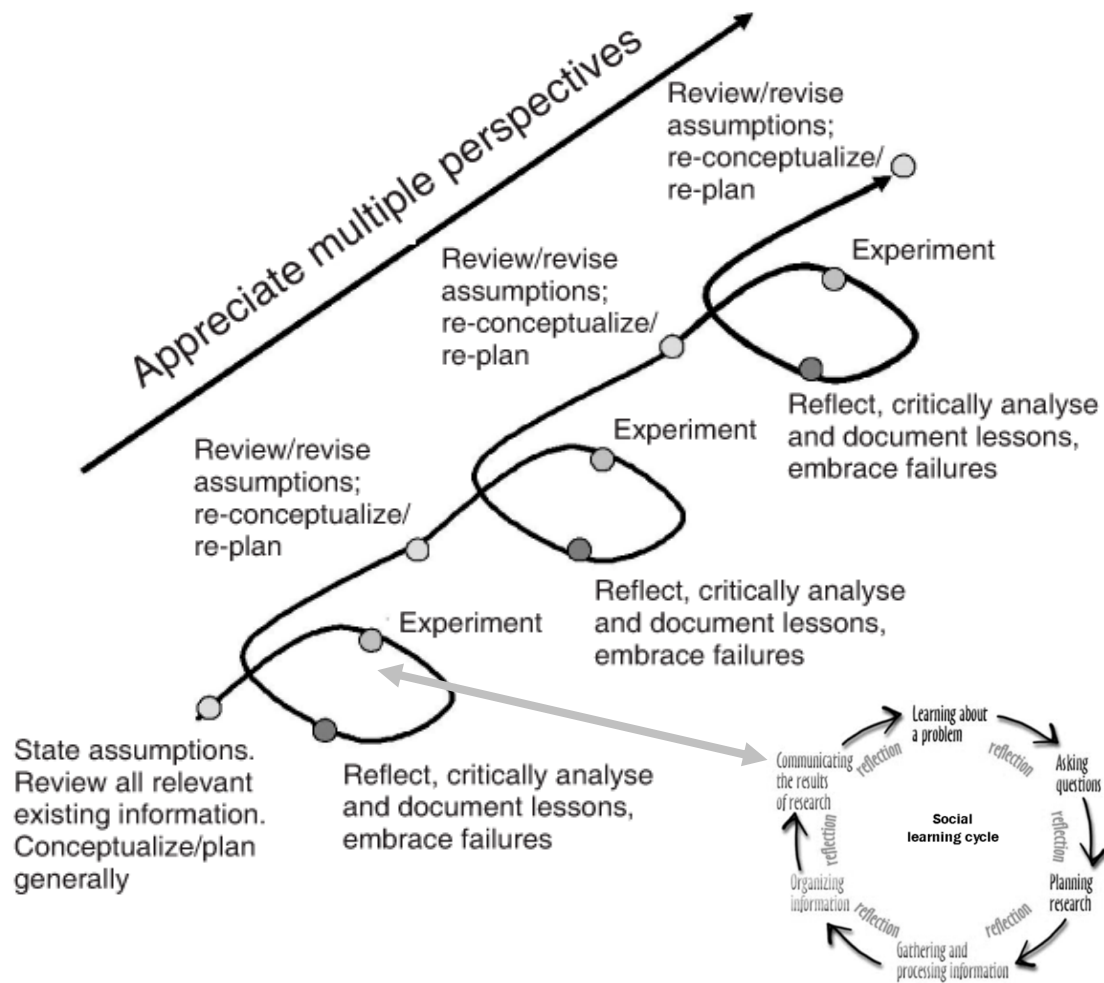 Appreciate multiple perspectives
Review/revise
assumptions;
re-conceptualize/
re-plan
Experiment
Reflect, critically analyse
and document lessons,
embrace failures
Review/revise
assumptions;
re-conceptualize/
re-plan
Experiment
Reflect, critically analyse
and document lessons,
embrace failures
Review/revise
assumptions;
re-conceptualize/
re-plan
Experiment
Reflect, critically analyse
and document lessons,
embrace failures
State assumptions.
Review all relevant
existing information.
Conceptualize/plan
generally
Learning about
a problem
reflection
Asking
questions
reflection
Planning
research
reflection
Gathering and
processing information
reflection
Organizing
information
reflection
Communicating
the results
of research
reflection
Social
learning cycle